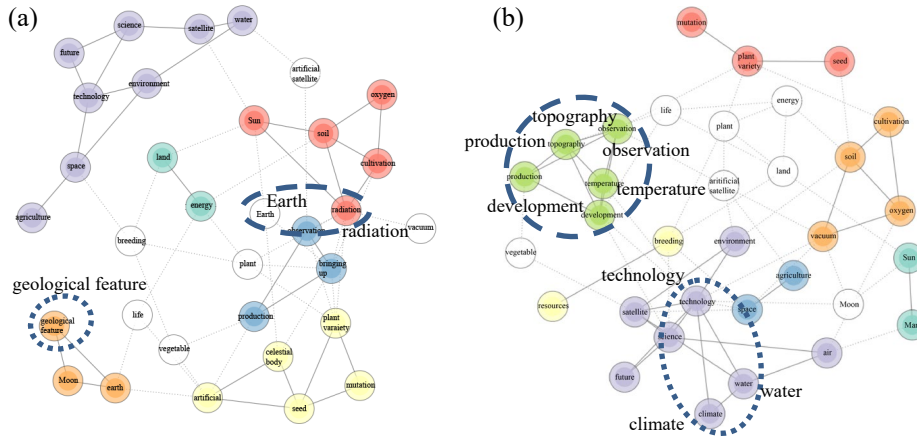 (a)
science
water
satellite
future
technology
environment
artificial
satellite
oxygen
Sun
soil
cultivation
space
land
energy
agriculture
Earth
Earth
radiation
radiation
observation
vacuum
breeding
plant
bringing
up
geological feature
geological
feature
life
production
plant
varaiety
vegetable
celestial
body
Moon
earth
artificial
seed
mutation
(b)
mutation
plant
variety
seed
life
energy
topography
observation
plant
cultivation
production
topography
observation
soil
production
temperature
temperature
aritificial
satellite
land
development
development
oxygen
vegetable
breeding
environment
vacuum
Sun
technology
agriculture
resources
technology
satellite
space
Moon
science
air
future
water
water
climate
climate